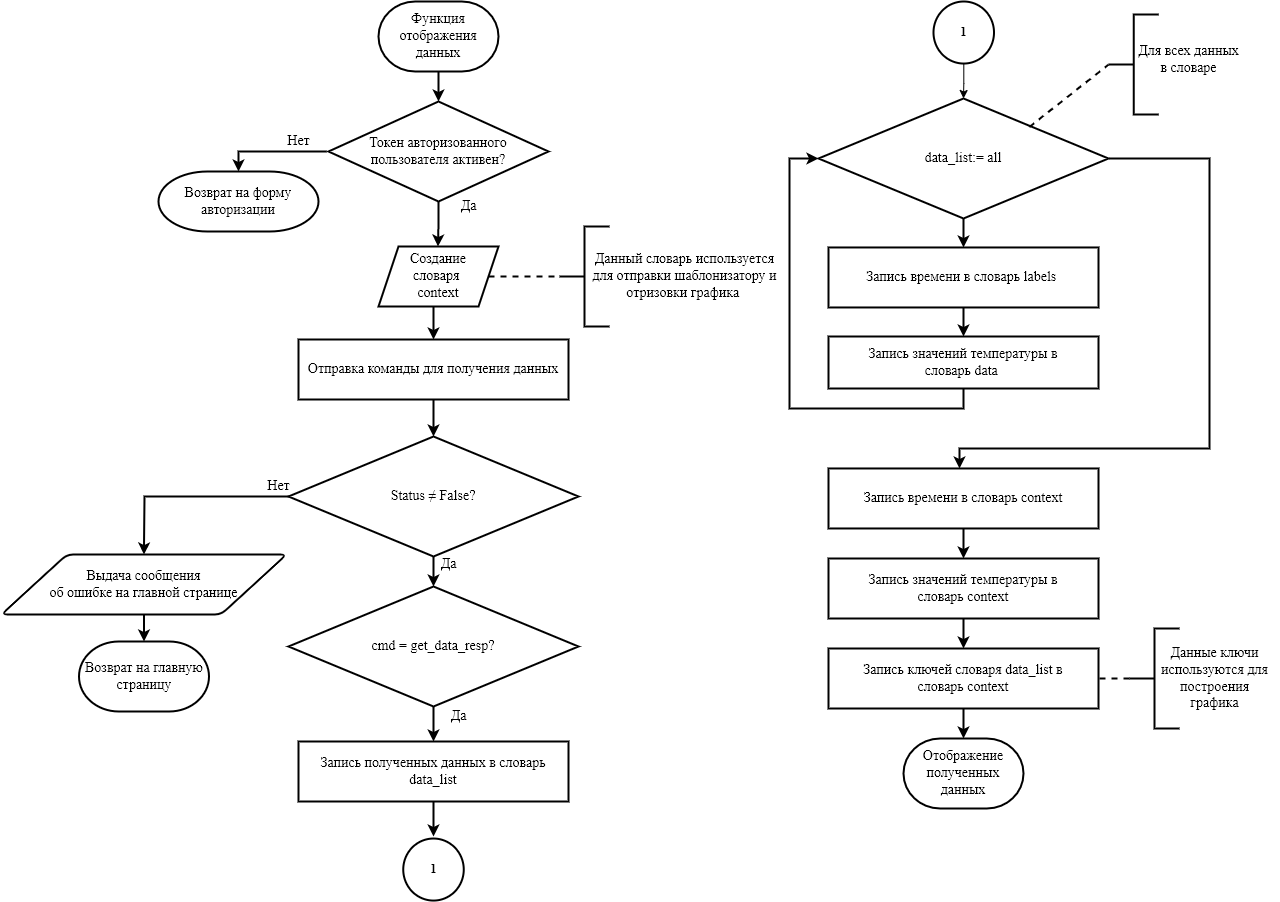 Функция
отображения
данных
Токен авторизованного
пользователя активен?
Нет
Возврат на форму
авторизации
Да
Создание
словаря
context
Данный словарь используется
для отправки шаблонизатору и
отризовки графика
Отправка команды для получения данных
Status ≠ False?
Нет
Выдача сообщения
об ошибке на главной странице
Возврат на главную
страницу
Да
cmd = get_data_resp?
Да
Запись полученных данных в словарь
data_list
1
1
Для всех данных
в словаре
data_list:= all
Запись времени в словарь labels
Запись значений температуры в
словарь data
Запись времени в словарь context
Запись значений температуры в
словарь context
Запись ключей словаря data_list в
словарь context
Данные ключи
используются для
построения
графика
Отображение
полученных
данных